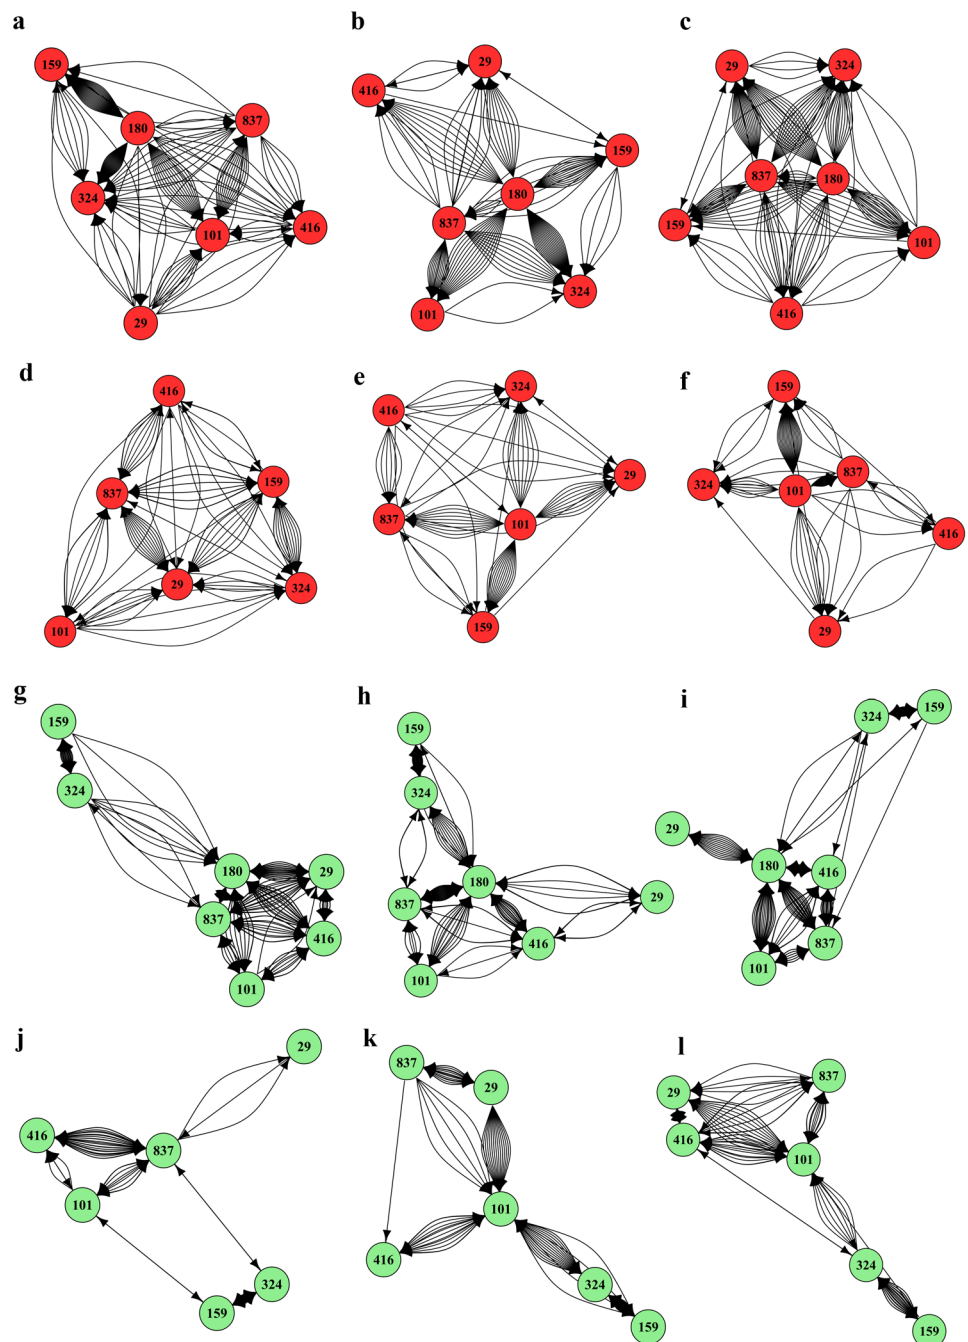 a b c
159 180 837 324 101 416 29
29 416 159 180 837 324 101
29 324 837 180 159 101 416
d e f
416 837 159 29 324 101
324 416 29 837 101 159
159 837 324 101 416 29
g h i
159 324 180 29 837 416 101
159 324 180 837 29 416 101
159 324 29 180 416 837 101
j k l
29 416 837 101 324 159
837 29 101 416 324 159
837 29 416 101 324 159